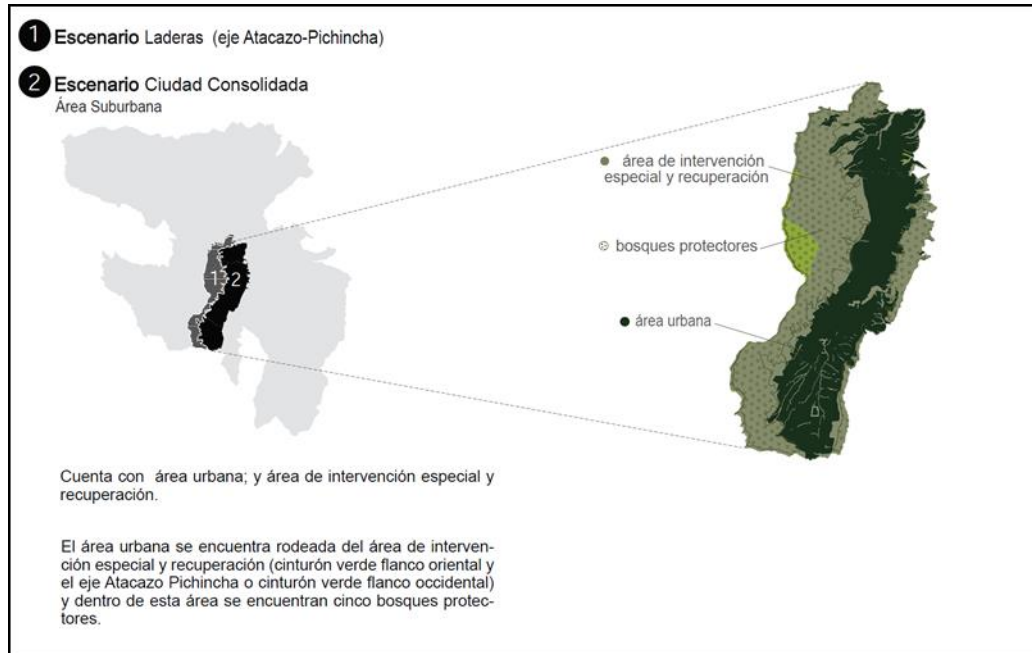 1 Escenario Laderas (eje Atacazo-Pichincha)
2 Escenario Ciudad Consolidada
Área Suburbana
1 2
área de intervención
especial y recuperación
bosques protectores
área urbana
Cuenta con área urbana; y área de intervención especial y
recuperación.
El área urbana se encuentra rodeada del área de interven-
ción especial y recuperación (cinturón verde flanco oriental y
el eje Atacazo Pichincha o cinturón verde flanco occidental)
y dentro de esta área se encuentran cinco bosques protec-
tores.